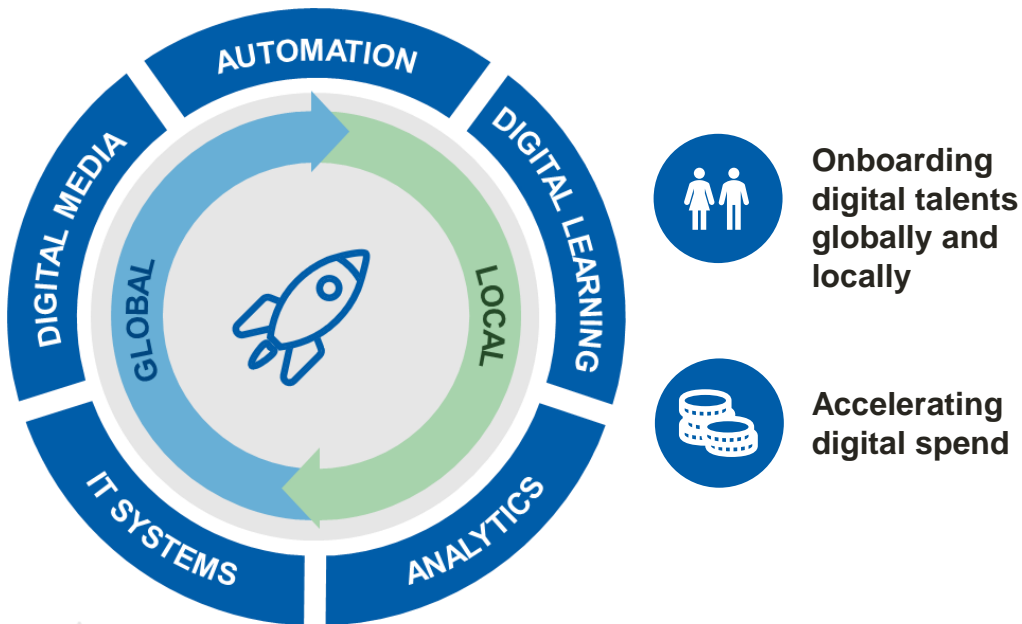 AUTOMATION
DIGITAL LEARNING
ANALYTICS
IT SYSTEMS
DIGITAL MEDIA
GLOBAL
LOCAL
Onboarding
digital talents
globally and
locally
Accelerating
digital spend